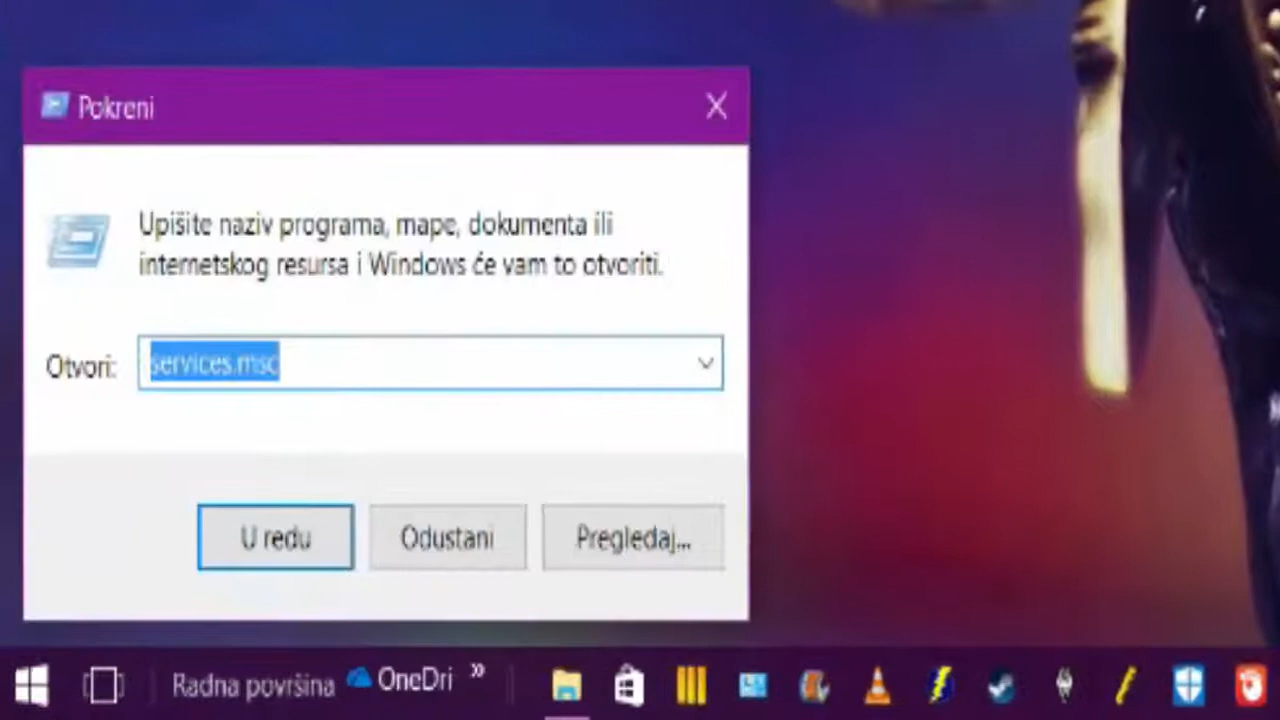 Pokreni
Upišite naziv programa, mape, dokumenta ili
internetskog resursa i Windows će vam to otvoriti.
Otvori: services.msc
U redu Odustani Pregledaj...
Radna površina OneDri »